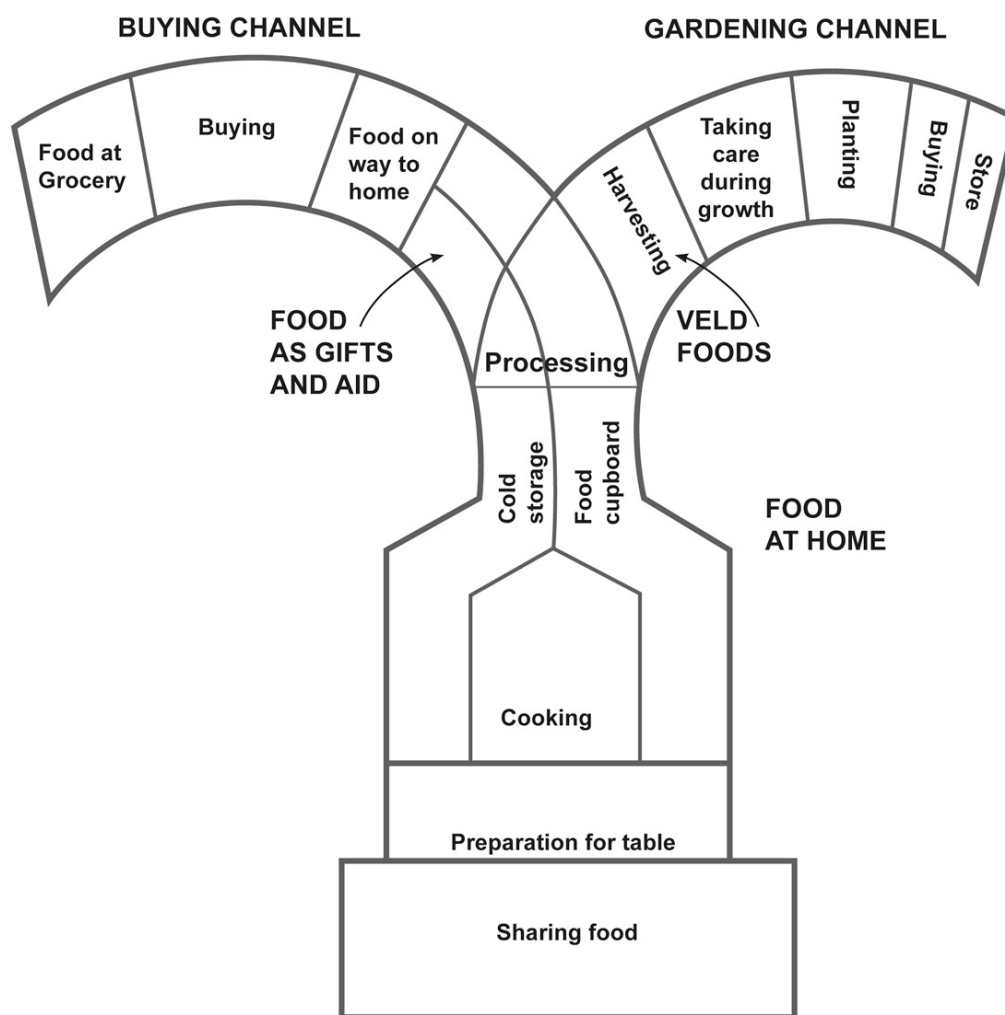 BUYING CHANNEL
GARDENING CHANNEL
Food at
Grocery
Buying
Food on
way to
home
Harvesting
Taking
care
during
growth
Planting
Buying
Store
FOOD
AS GIFTS
AND AID
VELD
FOODS
Processing
Cold
storage
Food
cupboard
FOOD
AT HOME
Cooking
Preparation for table
Sharing food